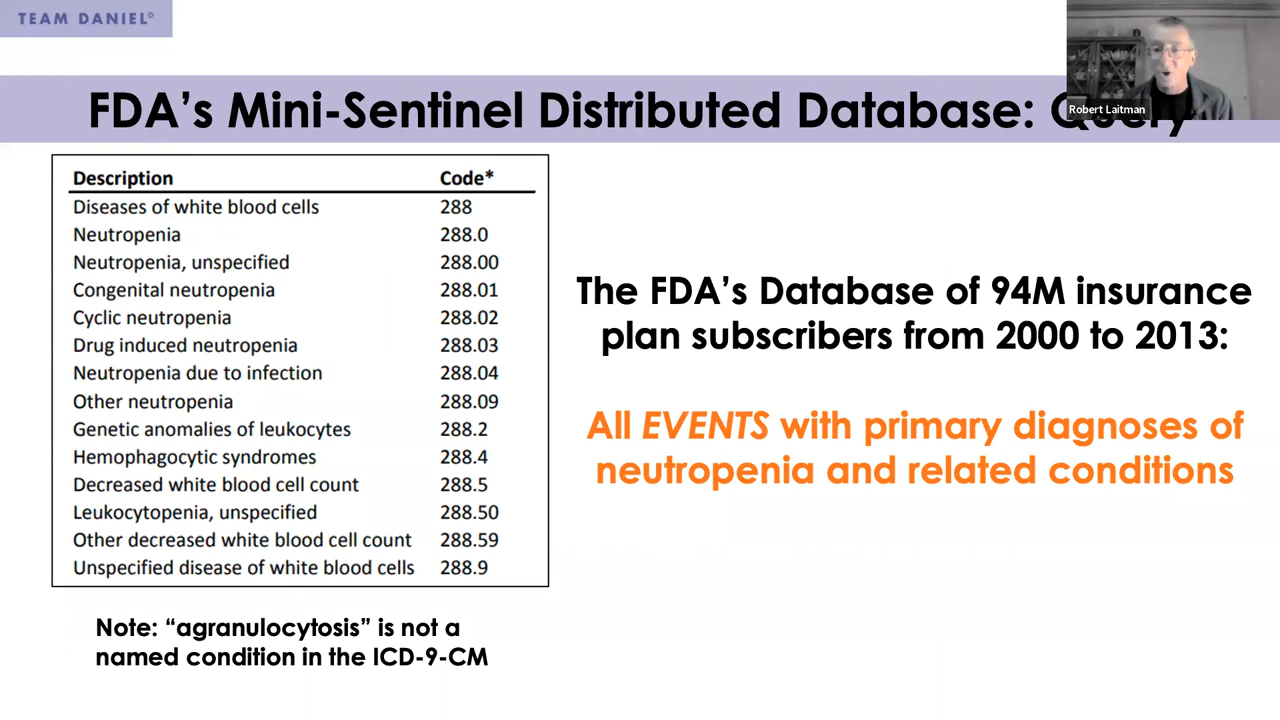 TEAM DANIEL©
FDA's Mini-Sentinel Distributed Database: Query
Robert Laitman
Description Code*
Diseases of white blood cells 288
Neutropenia 288.0
Neutropenia, unspecified 288.00
Congenital neutropenia 288.01
Cyclic neutropenia 288.02
Drug induced neutropenia 288.03
Neutropenia due to infection 288.04
Other neutropenia 288.09
Genetic anomalies of leukocytes 288.2
Hemophagocytic syndromes 288.4
Decreased white blood cell count 288.5
Leukocytopenia, unspecified 288.50
Other decreased white blood cell count 288.59
Unspecified disease of white blood cells 288.9
The FDA's Database of 94M insurance
plan subscribers from 2000 to 2013:
All EVENTS with primary diagnoses of
neutropenia and related conditions
Note: “agranulocytosis” is not a
named condition in the ICD-9-CM